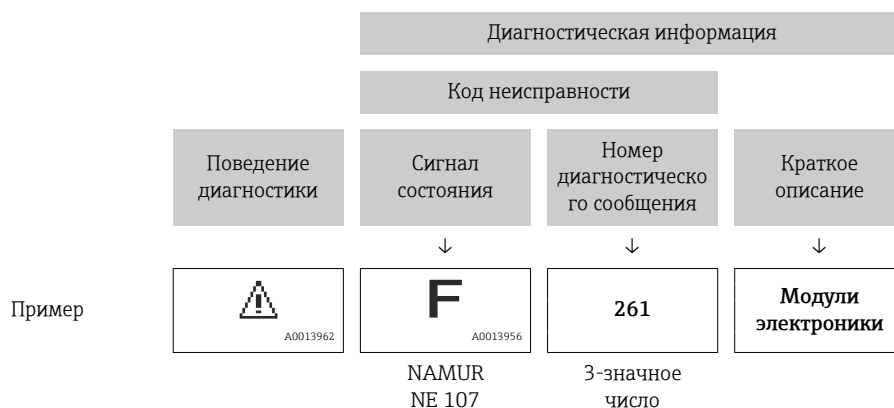 Диагностическая информация
Код неисправности
Поведение
диагностики
Сигнал
состояния
Номер
диагностическо
го сообщения
Краткое
описание
↓ ↓ ↓
Пример
A0013962
F
A0013956
261
Модули
электроники
NAMUR
NE 107
3-значное
число